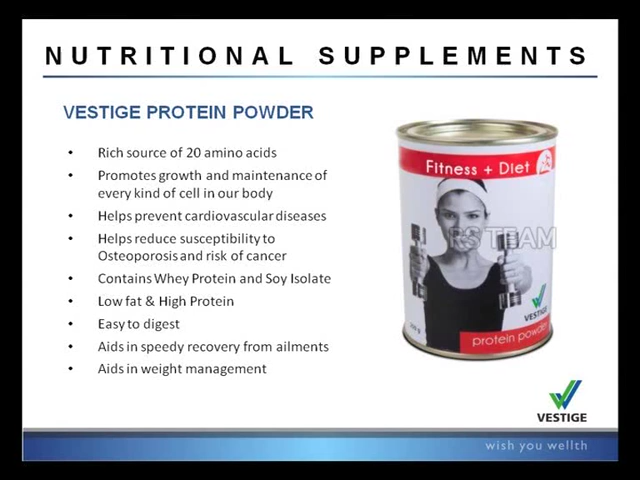 NUTRITIONAL SUPPLEMENTS
VESTIGE PROTEIN POWDER
• Rich source of 20 amino acids
• Promotes growth and maintenance of
every kind of cell in our body
• Helps prevent cardiovascular diseases
• Helps reduce susceptibility to
Osteoporosis and risk of cancer
• Contains Whey Protein and Soy Isolate
• Low fat & High Protein
• Easy to digest
• Aids in speedy recovery from ailments
• Aids in weight management
Fitness + Diet
RS TEAM
VESTIGE
protein powder
VESTIGE
wish you wellth